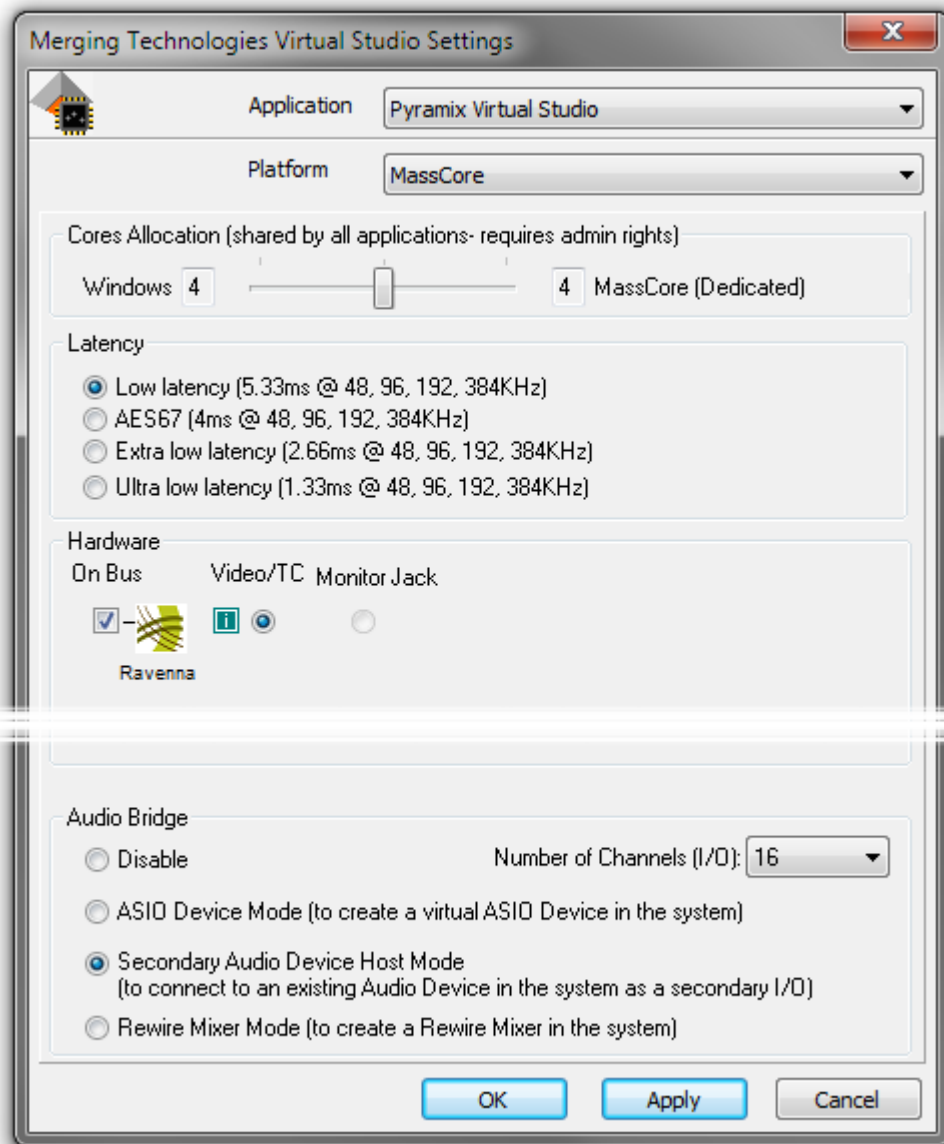 Merging Technologies Virtual Studio Settings
Application Pyramix Virtual Studio
Platform MassCore
Cores Allocation (shared by all applications- requires admin rights)
Windows 4 4 MassCore (Dedicated)
Latency
Low latency (5.33ms @ 48, 96, 192, 384KHz)
AES67 (4ms @ 48, 96, 192, 384KHz)
Extra low latency (2.66ms @ 48, 96, 192, 384KHz)
Ultra low latency (1.33ms @ 48, 96, 192, 384KHz)
Hardware
On Bus Video/TC Monitor Jack
i
Ravenna
Audio Bridge
Disable Number of Channels (I/O): 16
ASIO Device Mode (to create a virtual ASIO Device in the system)
Secondary Audio Device Host Mode
(to connect to an existing Audio Device in the system as a secondary I/O)
Rewire Mixer Mode (to create a Rewire Mixer in the system)
OK Apply Cancel